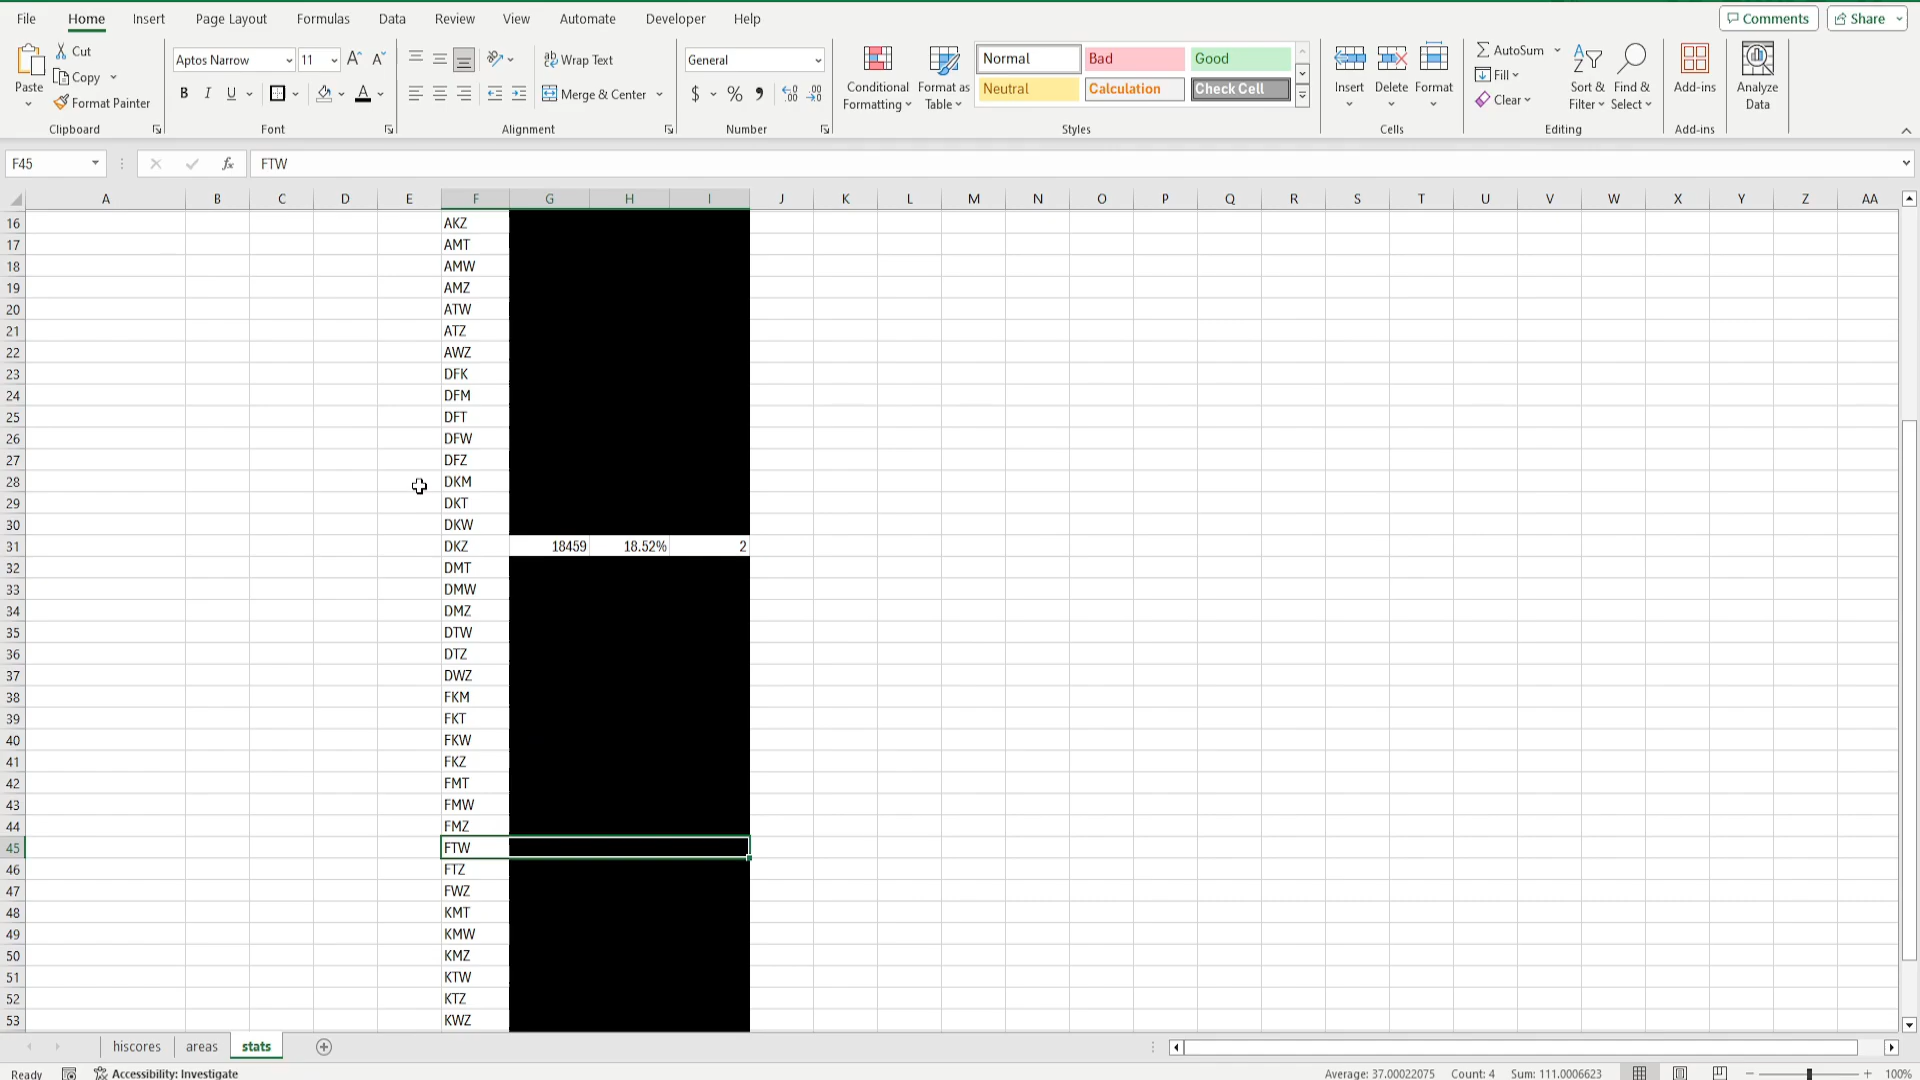 File Home Insert Page Layout Formulas Data Review View Automate Developer Help Comments Share
Paste Cut Copy Format Painter Clipboard
Aptos Narrow 11 A A B I U A Font
Wrap Text Merge & Center Alignment
General $ % 9 Number
Conditional Formatting Format as Table Normal Bad Good Neutral Calculation Check Cell Styles
Insert Delete Format Cells
AutoSum Fill Clear Sort & Filter Find & Select Editing
Add-ins Add-ins
Analyze Data
F45 fx FTW
A B C D E F G H I J K L M N O P Q R S T U V W X Y Z AA
16 AKZ
17 AMT
18 AMW
19 AMZ
20 ATW
21 ATZ
22 AWZ
23 DFK
24 DFM
25 DFT
26 DFW
27 DFZ
28 DKM
29 DKT
30 DKW
31 DKZ 18459 18.52% 2
32 DMT
33 DMW
34 DMZ
35 DTW
36 DTZ
37 DWZ
38 FKM
39 FKT
40 FKW
41 FKZ
42 FMT
43 FMW
44 FMZ
45 FTW
46 FTZ
47 FWZ
48 KMT
49 KMW
50 KMZ
51 KTW
52 KTZ
53 KWZ
hiscores areas stats
Ready Accessibility: Investigate Average: 37.00022075 Count: 4 Sum: 111.0006623 100%